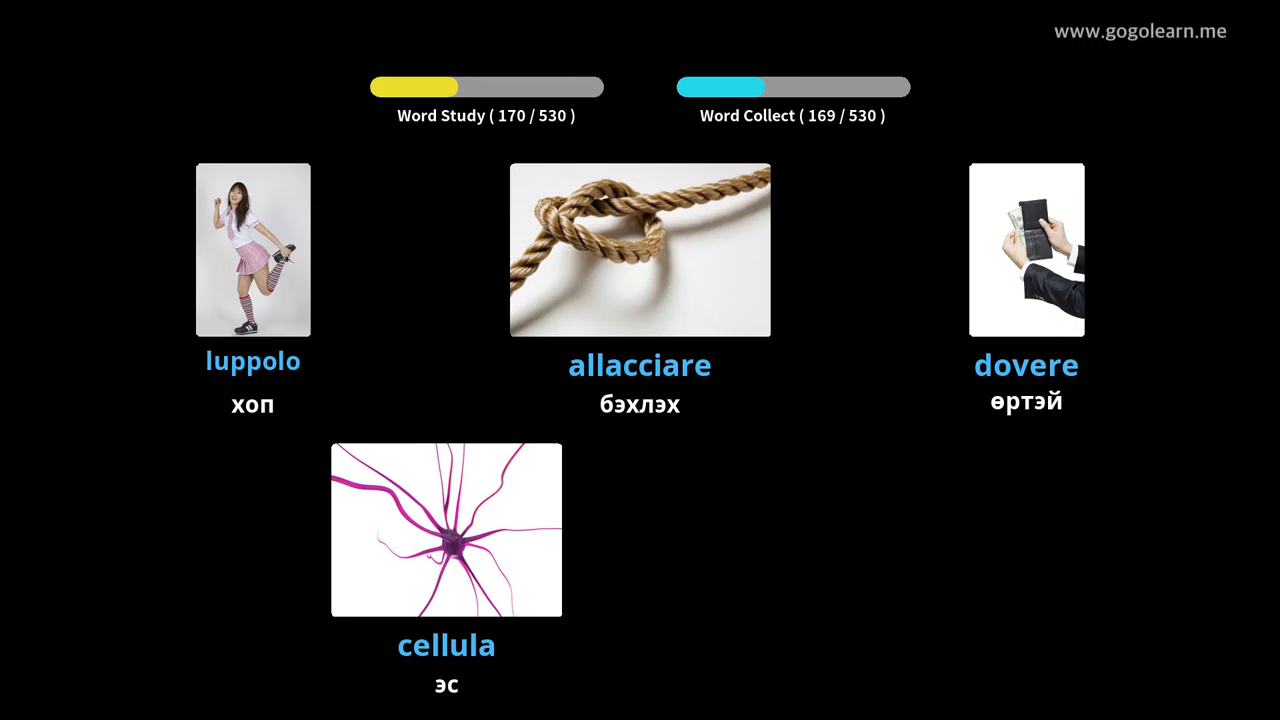 www.gogolearn.me
Word Study ( 170 / 530 )
Word Collect ( 169 / 530 )
luppolo
хоп
allacciare
бэхлэх
dovere
өртэй
cellula
эс